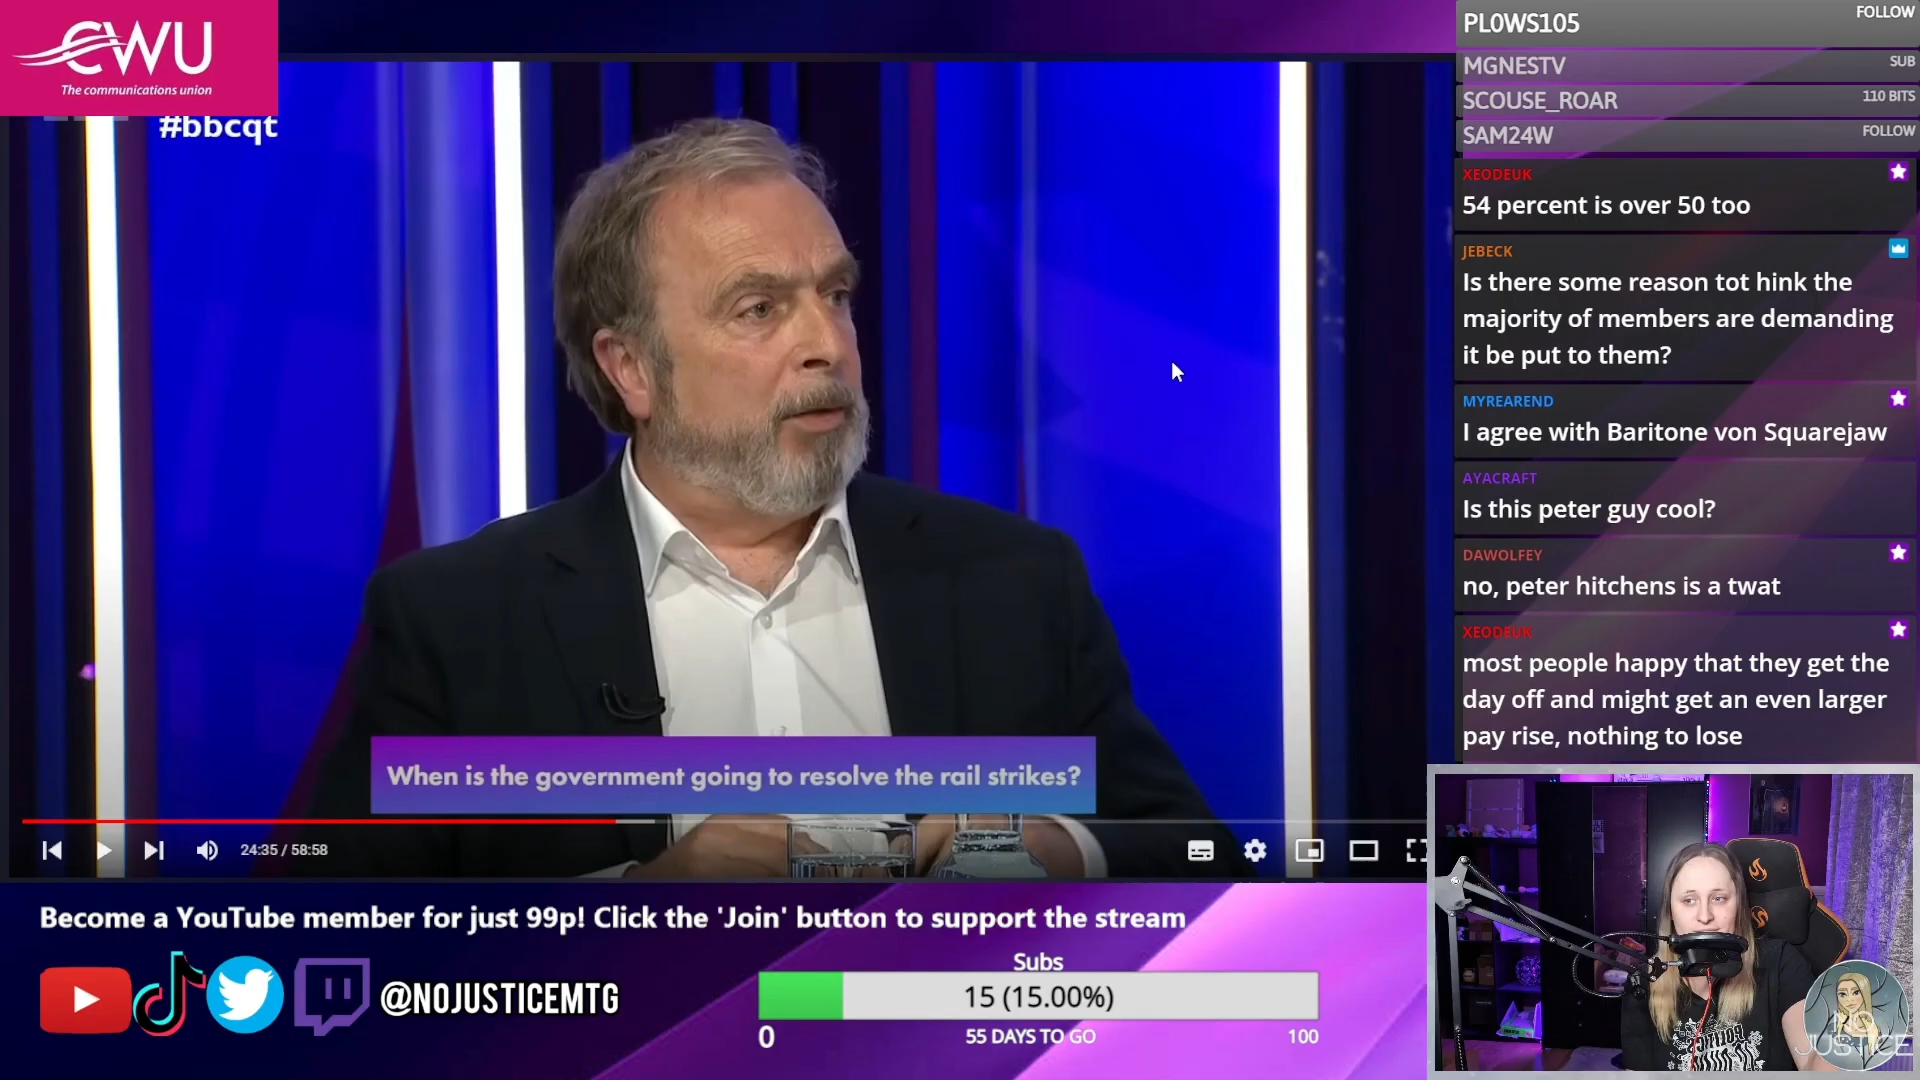 CWU
The communications union
#bbcqt
When is the government going to resolve the rail strikes?
24:35 / 58:58
Become a YouTube member for just 99p! Click the 'Join' button to support the stream
@NOJUSTICEMTG
Subs
15 (15.00%)
0
55 DAYS TO GO
100
PL0WS105
FOLLOW
MGNESTV
SUB
SCOUSE_ROAR
110 BITS
SAM24W
FOLLOW
XEODEUK
54 percent is over 50 too
JEBECK
Is there some reason tot hink the
majority of members are demanding
it be put to them?
MYREAREND
I agree with Baritone von Squarejaw
AYACRAFT
Is this peter guy cool?
DAWOLFEY
no, peter hitchens is a twat
XEODEUK
most people happy that they get the
day off and might get an even larger
pay rise, nothing to lose
NO
JUSTICE